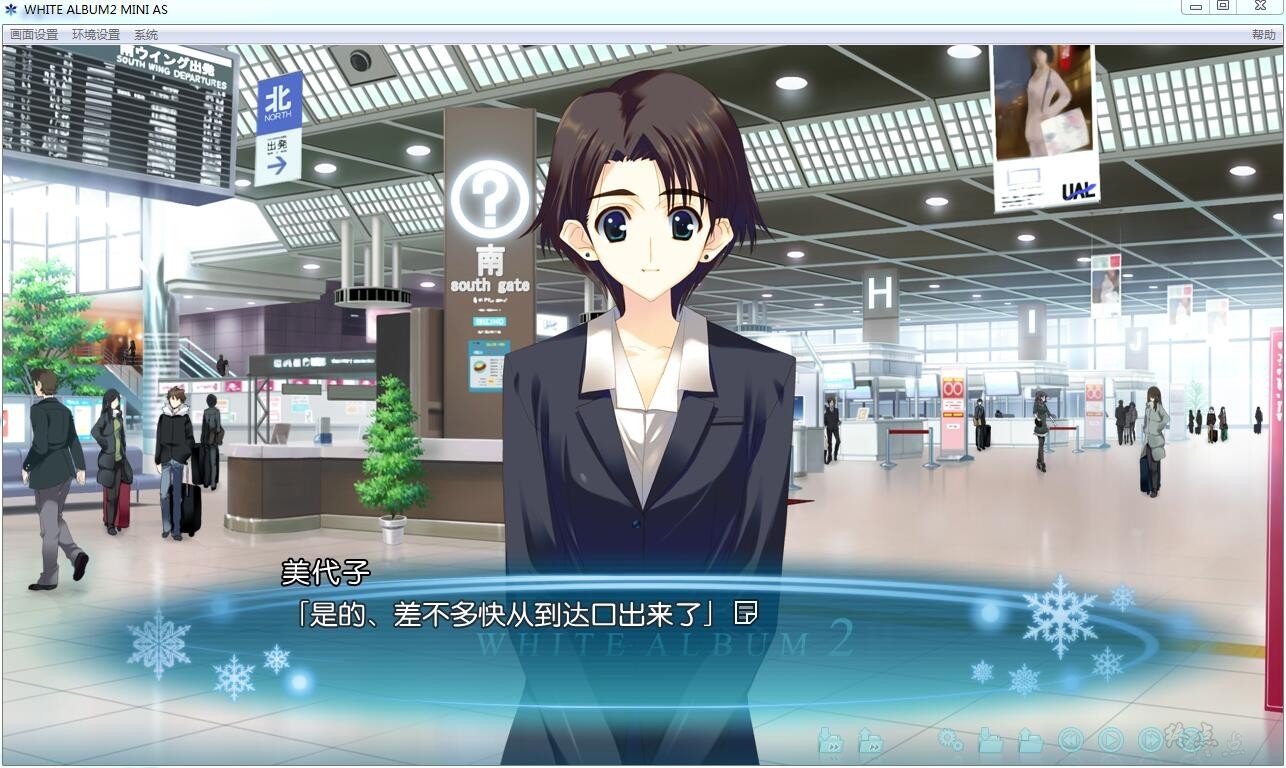 WHITE ALBUM2 MINI AS
画面设置 环境设置 系统 帮助
南ウイング出発
SOUTH WING DEPARTURES
北
NORTH
出発
?
南
south gate
UAL
H
I
J
美代子
「是的、差不多快从到达口出来了」
WHITE ALBUM 2